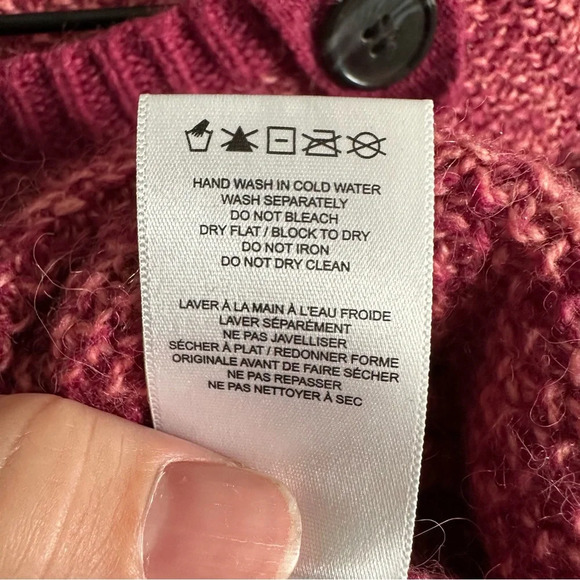 HAND WASH IN COLD WATER
WASH SEPARATELY
DO NOT BLEACH
DRY FLAT / BLOCK TO DRY
DO NOT IRON
DO NOT DRY CLEAN
LAVER À LA MAIN À L'EAU FROIDE
LAVER SÉPARÉMENT
NE PAS JAVELLISER
SÉCHER À PLAT / REDONNER FORME
ORIGINALE AVANT DE FAIRE SÉCHER
NE PAS REPASSER
NE PAS NETTOYER À SEC